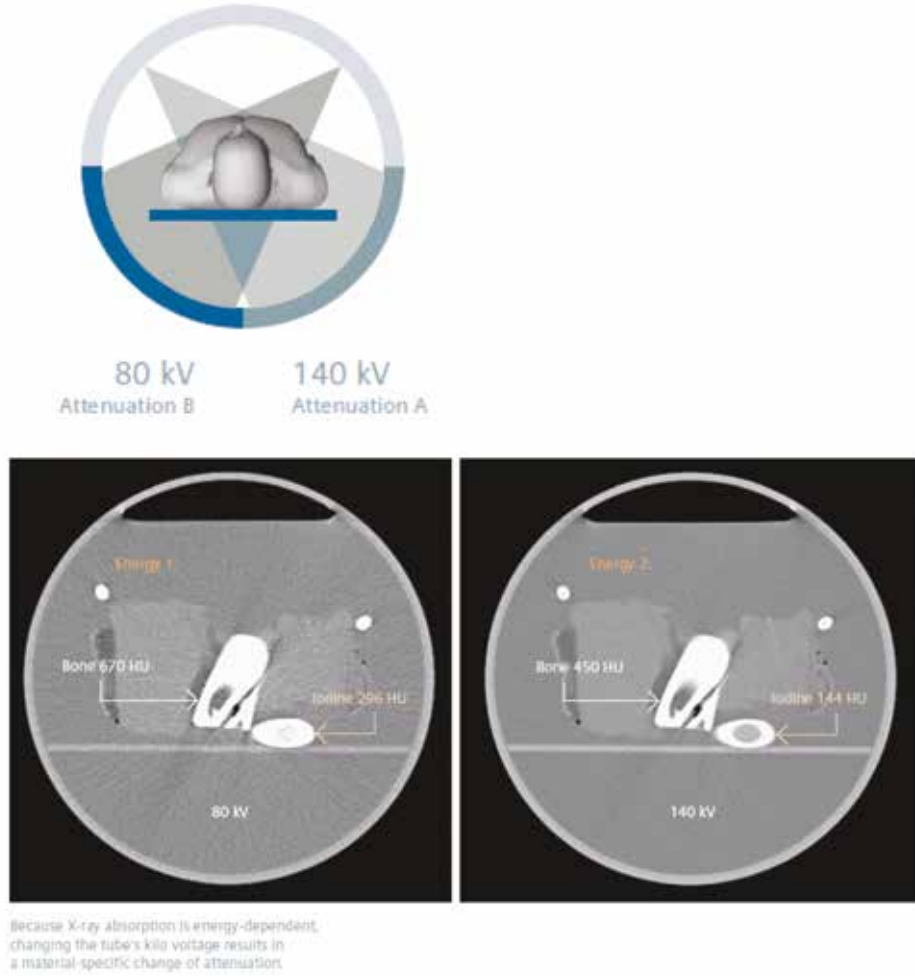 80 kV
Attenuation B
140 kV
Attenuation A
Energy 1
Bone 670 HU
Iodine 296 HU
80 kV
Energy 2
Bone 450 HU
Iodine 144 HU
140 kV
Because X-ray absorption is energy-dependent,
changing the tube's kilo voltage results in
a material-specific change of attenuation.